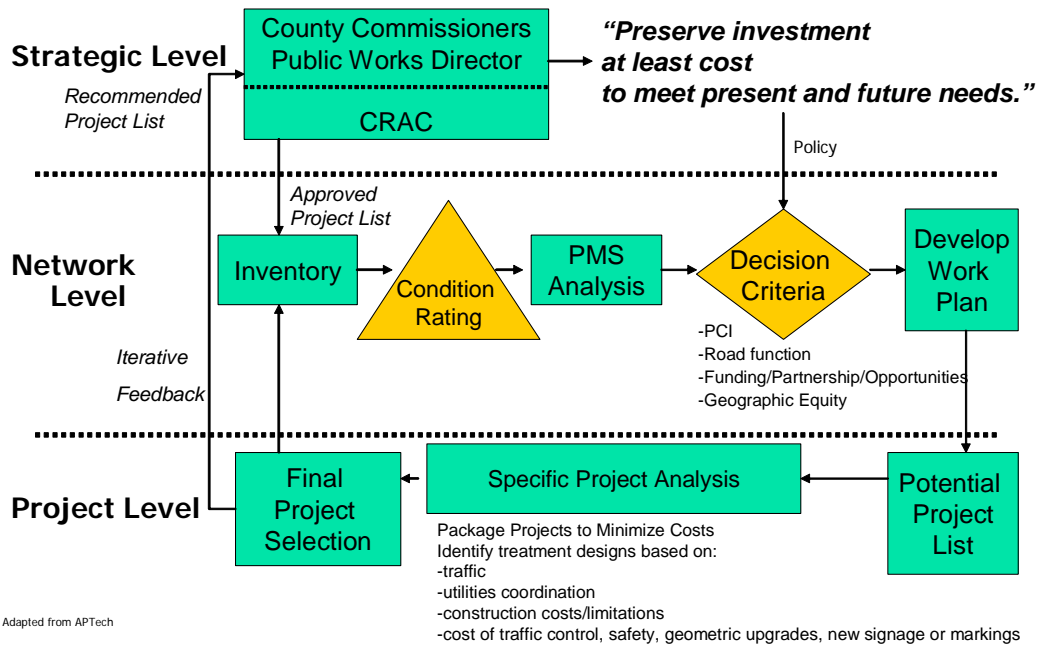 Strategic Level
County Commissioners
Public Works Director
CRAC
“Preserve investment
at least cost
to meet present and future needs.”
Recommended
Project List
Policy
Approved
Project List
Network
Level
Inventory
Condition
Rating
PMS
Analysis
Decision
Criteria
Develop
Work
Plan
-PCI
-Road function
-Funding/Partnership/Opportunities
-Geographic Equity
Iterative
Feedback
Project Level
Final
Project
Selection
Specific Project Analysis
Potential
Project
List
Package Projects to Minimize Costs
Identify treatment designs based on:
-traffic
-utilities coordination
-construction costs/limitations
-cost of traffic control, safety, geometric upgrades, new signage or markings
Adapted from APTech